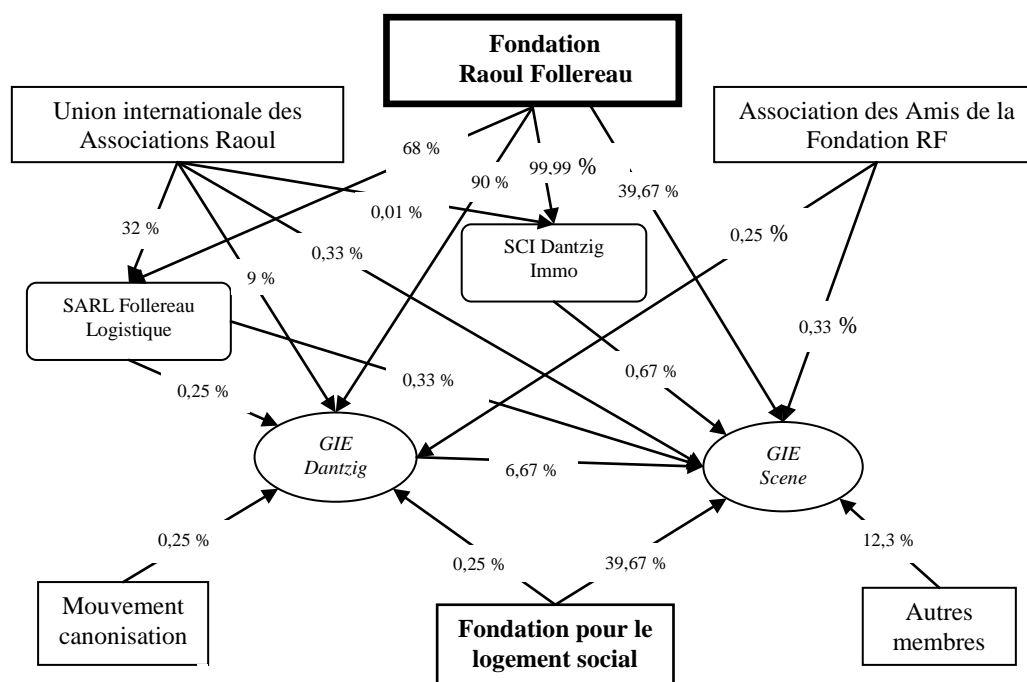 Fondation
Raoul Follereau
Union internationale des
Associations Raoul
Association des Amis de la
Fondation RF
68 %
90 %
99.99 %
39,67 %
32 %
0,01 %
0,25 %
9 %
0,33 %
SCI Dantzig
Immo
SARL Follereau
Logistique
0,33 %
0,25 %
0,33 %
0,67 %
GIE
Dantzig
6,67 %
GIE
Scene
0,25 %
0,25 %
39,67 %
12,3 %
Mouvement
canonisation
Fondation pour le
logement social
Autres
membres